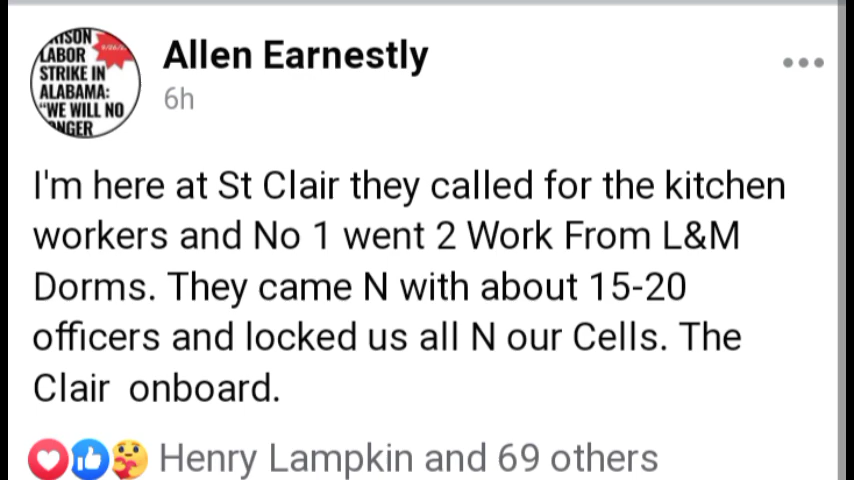 LABOR
STRIKE IN
ALABAMA:
"WE WILL NO
Allen Earnestly
6h
I'm here at St Clair they called for the kitchen
workers and No 1 went 2 Work From L&M
Dorms. They came N with about 15-20
officers and locked us all N our Cells. The
Clair onboard.
Henry Lampkin and 69 others